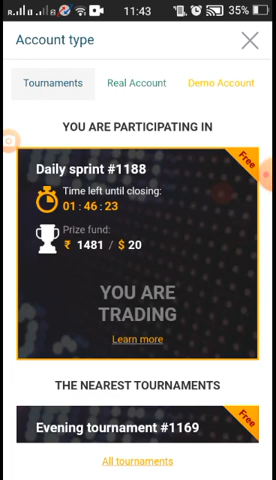 R 11:43 35%
Account type
Tournaments Real Account Demo Account
YOU ARE PARTICIPATING IN
Free
Daily sprint #1188
Time left until closing:
01 : 46 : 23
Prize fund:
₹ 1481 / $ 20
YOU ARE
TRADING
Learn more
THE NEAREST TOURNAMENTS
Free
Evening tournament #1169
All tournaments